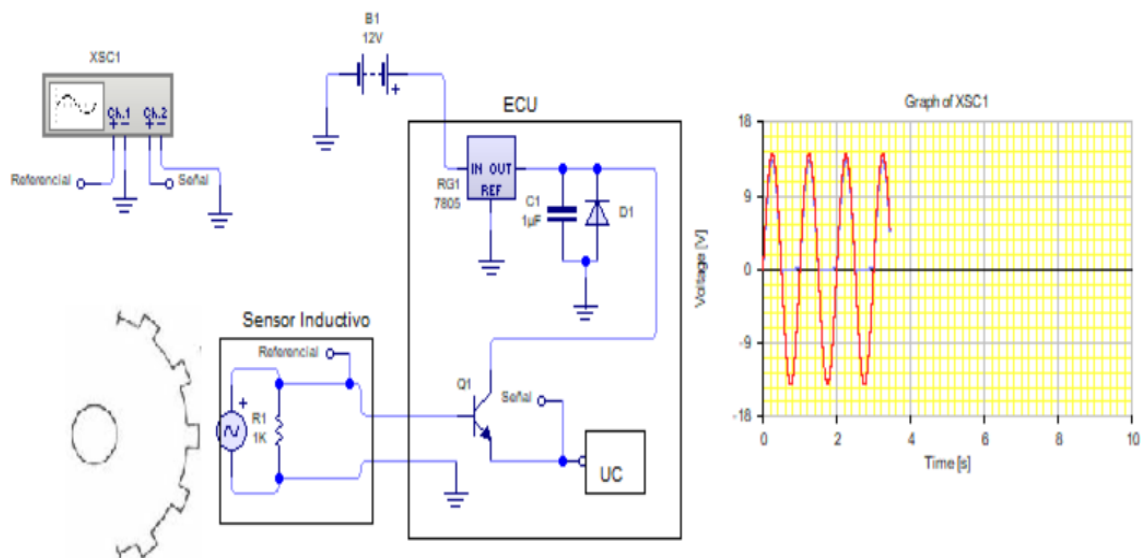 XSC1
Ch.1 Ch.2
+ − + −
Referencial
Señal
B1
12V
+
ECU
IN OUT
REF
RG1
7805
C1
1µF
D1
Sensor Inductivo
Referencial
+
R1
1K
Q1
Señal
UC
Graph of XSC1
Voltage [V]
18
9
0
-9
-18
0 2 4 6 8 10
Time [s]